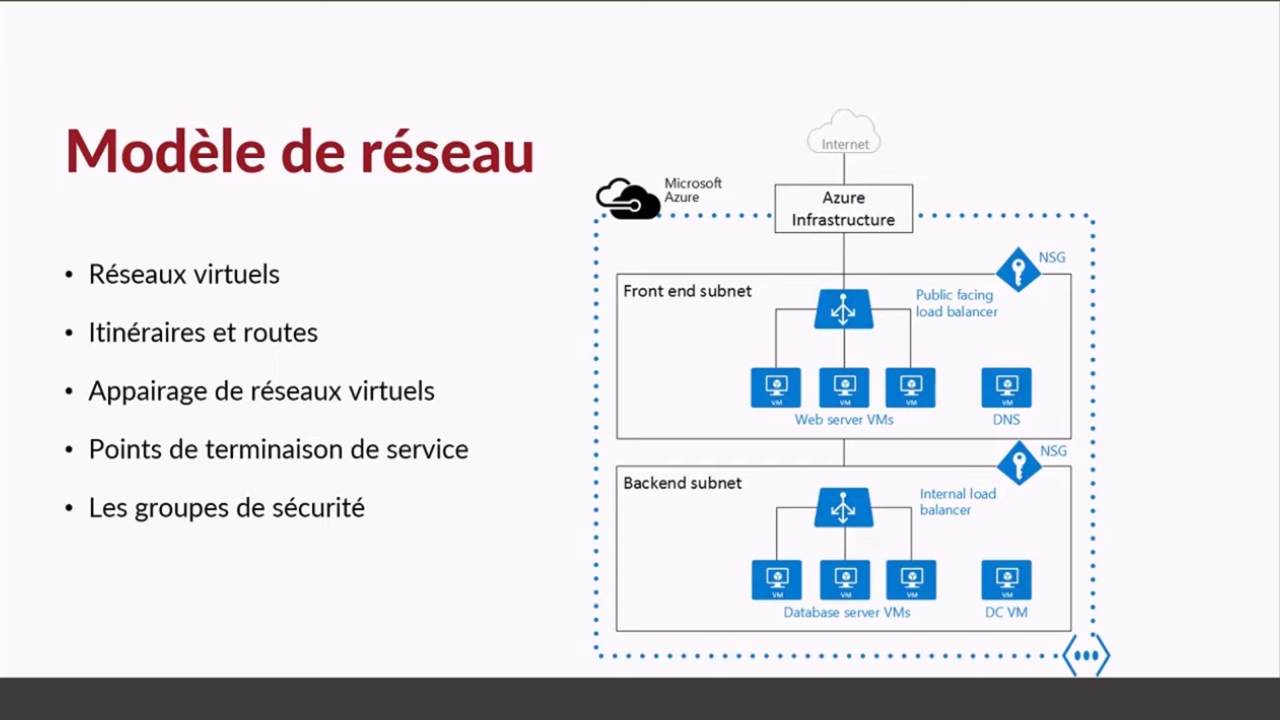 Modèle de réseau
• Réseaux virtuels
• Itinéraires et routes
• Appairage de réseaux virtuels
• Points de terminaison de service
• Les groupes de sécurité
Internet
Microsoft
Azure
Azure
Infrastructure
NSG
Front end subnet
Public facing
load balancer
VM
VM
VM
VM
Web server VMs
DNS
NSG
Backend subnet
Internal load
balancer
VM
VM
VM
VM
Database server VMs
DC VM